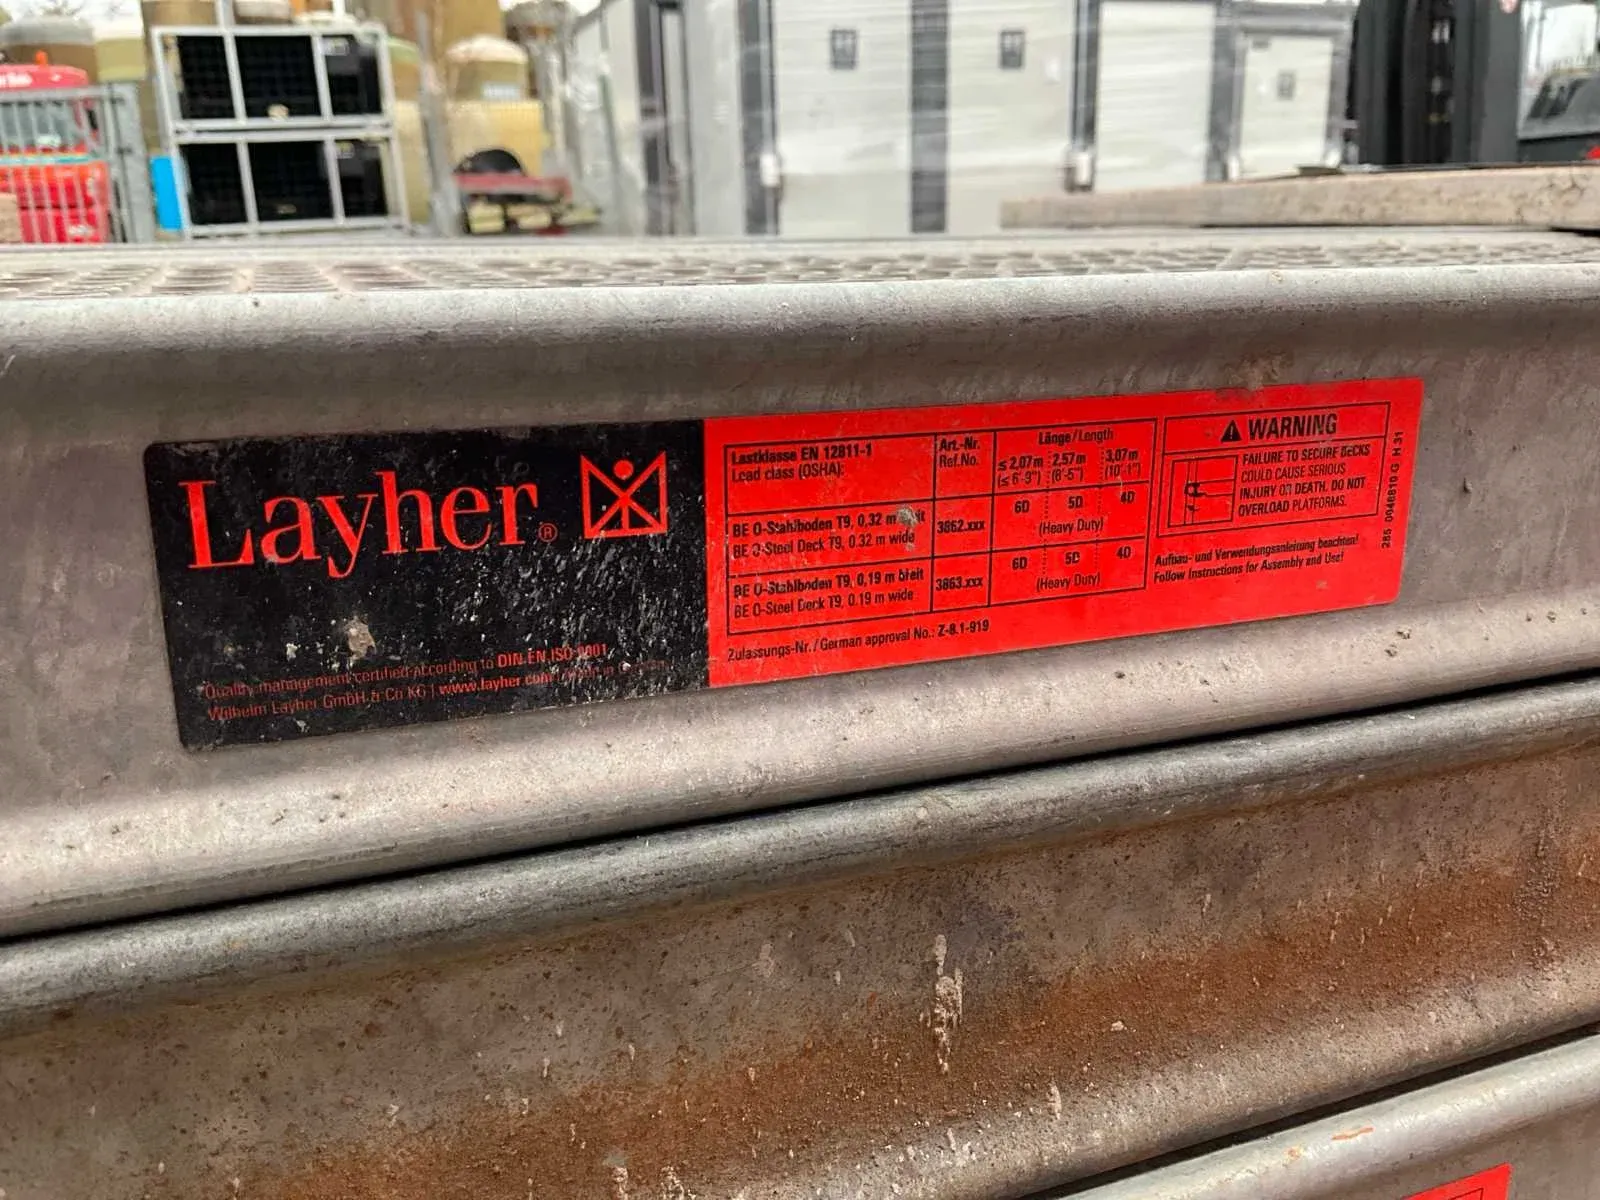 Layher®
Quality management certified according to DIN EN ISO 9001
Wilhelm Layher GmbH & Co KG | www.layher.com
Lastklasse EN 12811-1
Load class (OSHA):
Art.-Nr.
Ref.No.
Länge/Length
≤ 2,07 m 2,57 m 3,07 m
(≤ 6'-9") (8'-5") (10'-1")
BE O-Stahlboden T9, 0,32 m breit
BE O-Steel Deck T9, 0.32 m wide
3862.xxx
6D 5D 4D
(Heavy Duty)
BE O-Stahlboden T9, 0,19 m breit
BE O-Steel Deck T9, 0.19 m wide
3863.xxx
6D 5D 4D
(Heavy Duty)
Zulassungs-Nr./German approval No.: Z-8.1-919
WARNING
FAILURE TO SECURE DECKS
COULD CAUSE SERIOUS
INJURY OR DEATH. DO NOT
OVERLOAD PLATFORMS.
Aufbau- und Verwendungsanleitung beachten!
Follow Instructions for Assembly and Use!